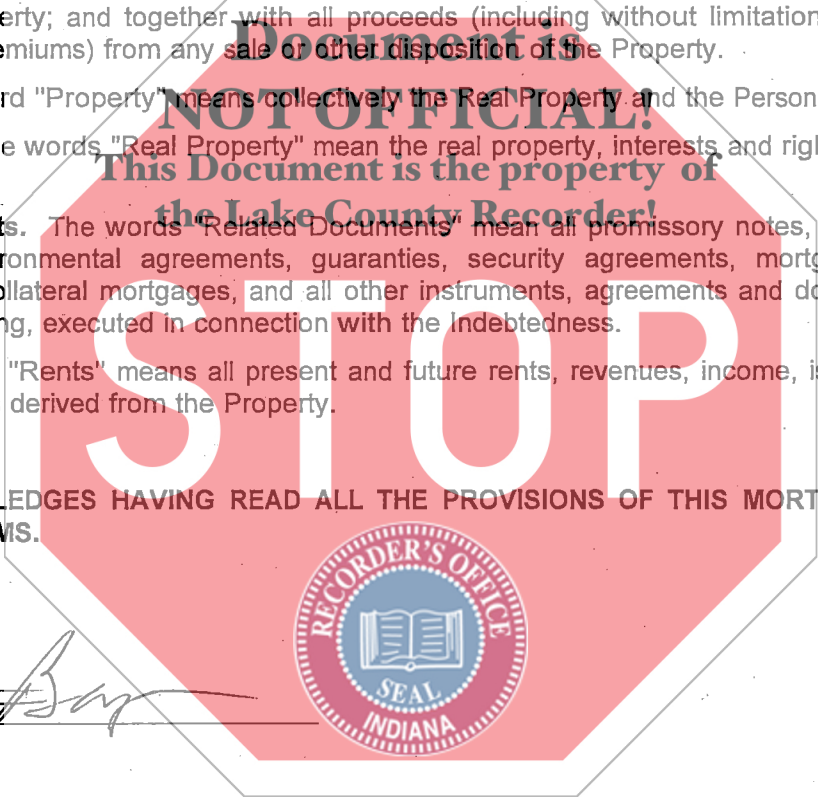 erty; and together with all proceeds (including without limitation
emiums) from any sale or other disposition of the Property.
Document is
rd "Property" means collectively the Real Property and the Person
NOT OFFICIAL!
e words "Real Property" mean the real property, interests and rig
This Document is the property of
the Lake County Recorder!
ts. The words "Related Documents" mean all promissory notes,
ronmental agreements, guaranties, security agreements, mortg
ollateral mortgages, and all other instruments, agreements and do
ng, executed in connection with the Indebtedness.
STOP
"Rents" means all present and future rents, revenues, income, is
derived from the Property.
LEDGES HAVING READ ALL THE PROVISIONS OF THIS MORT
MS.
RECORDER'S OFFICE
SEAL
INDIANA